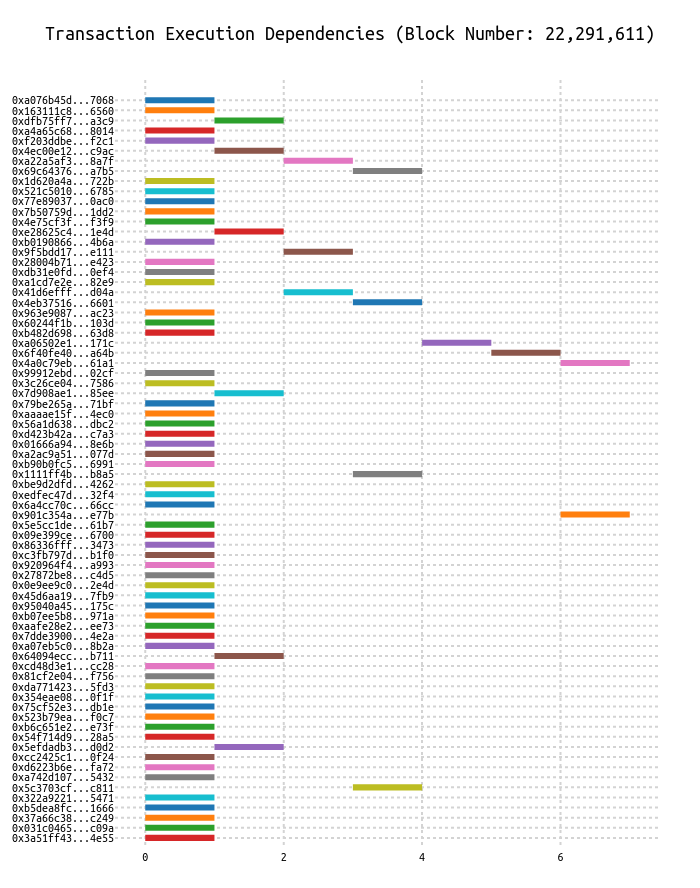 Transaction Execution Dependencies (Block Number: 22,291,611)
0xa076b45d...7068
0x163111c8...6560
0xdfb75ff7...a3c9
0xa4a65c68...8014
0xf203ddbe...f2c1
0x4ec00e12...c9ac
0xa22a5af3...8a7f
0x69c64376...a7b5
0x1d620a4a...722b
0x521c5010...6785
0x77e89037...0ac0
0x7b50759d...1dd2
0x4e75cf3f...f3f9
0xe28625c4...1e4d
0xb0190866...4b6a
0x9f5bdd17...e111
0x28004b71...e423
0xdb31e0fd...0ef4
0xa1cd7e2e...82e9
0x41d6efff...d04a
0x4eb37516...6601
0x963e9087...ac23
0x60244f1b...103d
0xb482d698...63d8
0xa06502e1...171c
0x6f40fe40...a64b
0x4a0c79eb...61a1
0x99912ebd...02cf
0x3c26ce04...7586
0x7d908ae1...85ee
0x79be265a...71bf
0xaaaae15f...4ec0
0x56a1d638...dbc2
0xd423b42a...c7a3
0x01666a94...8e6b
0xa2ac9a51...077d
0xb90b0fc5...6991
0x1111ff4b...b8a5
0xbe9d2dfd...4262
0xedfec47d...32f4
0x6a4cc70c...66cc
0x901c354a...e77b
0x5e5cc1de...61b7
0x09e399ce...6700
0x86336fff...3473
0xc3fb797d...b1f0
0x920964f4...a993
0x27872be8...c4d5
0x0e9ee9c0...2e4d
0x45d6aa19...7fb9
0x95040a45...175c
0xb07ee5b8...971a
0xaafe28e2...ee73
0x7dde3900...4e2a
0xa07eb5c0...8b2a
0x64094ecc...b711
0xcd48d3e1...cc28
0x81cf2e04...f756
0xda771423...5fd3
0x354eae08...0f1f
0x75cf52e3...db1e
0x523b79ea...f0c7
0xb6c651e2...e73f
0x54f714d9...28a5
0x5efdadb3...d0d2
0xcc2425c1...0f24
0xd6223b6e...fa72
0xa742d107...5432
0x5c3703cf...c811
0x322a9221...5471
0xb5dea8fc...1666
0x37a66c38...c249
0x031c0465...c09a
0x3a51ff43...4e55
0 2 4 6